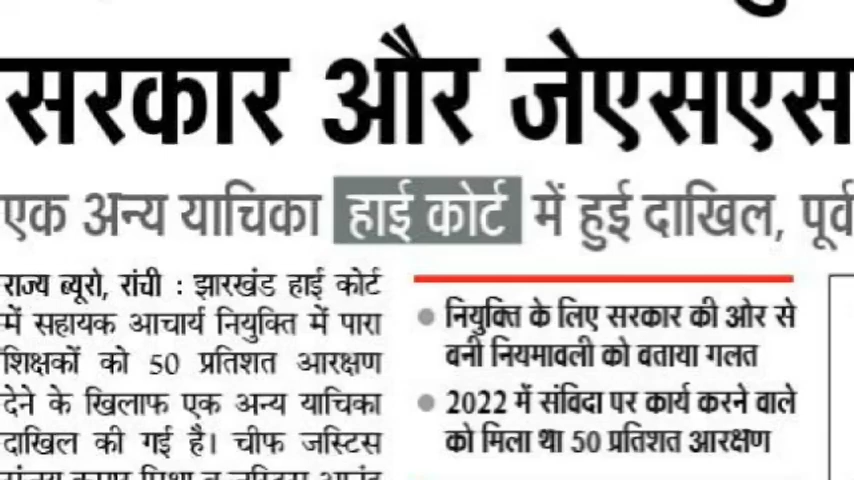 सरकार और जेएसएस
एक अन्य याचिका हाई कोर्ट में हुई दाखिल, पूर्व
राज्य ब्यूरो, रांची : झारखंड हाई कोर्ट
में सहायक आचार्य नियुक्ति में पारा
शिक्षकों को 50 प्रतिशत आरक्षण
देने के खिलाफ एक अन्य याचिका
दाखिल की गई है। चीफ जस्टिस
नियुक्ति के लिए सरकार की ओर से
बनी नियमावली को बताया गलत
2022 में संविदा पर कार्य करने वाले
को मिला था 50 प्रतिशत आरक्षण